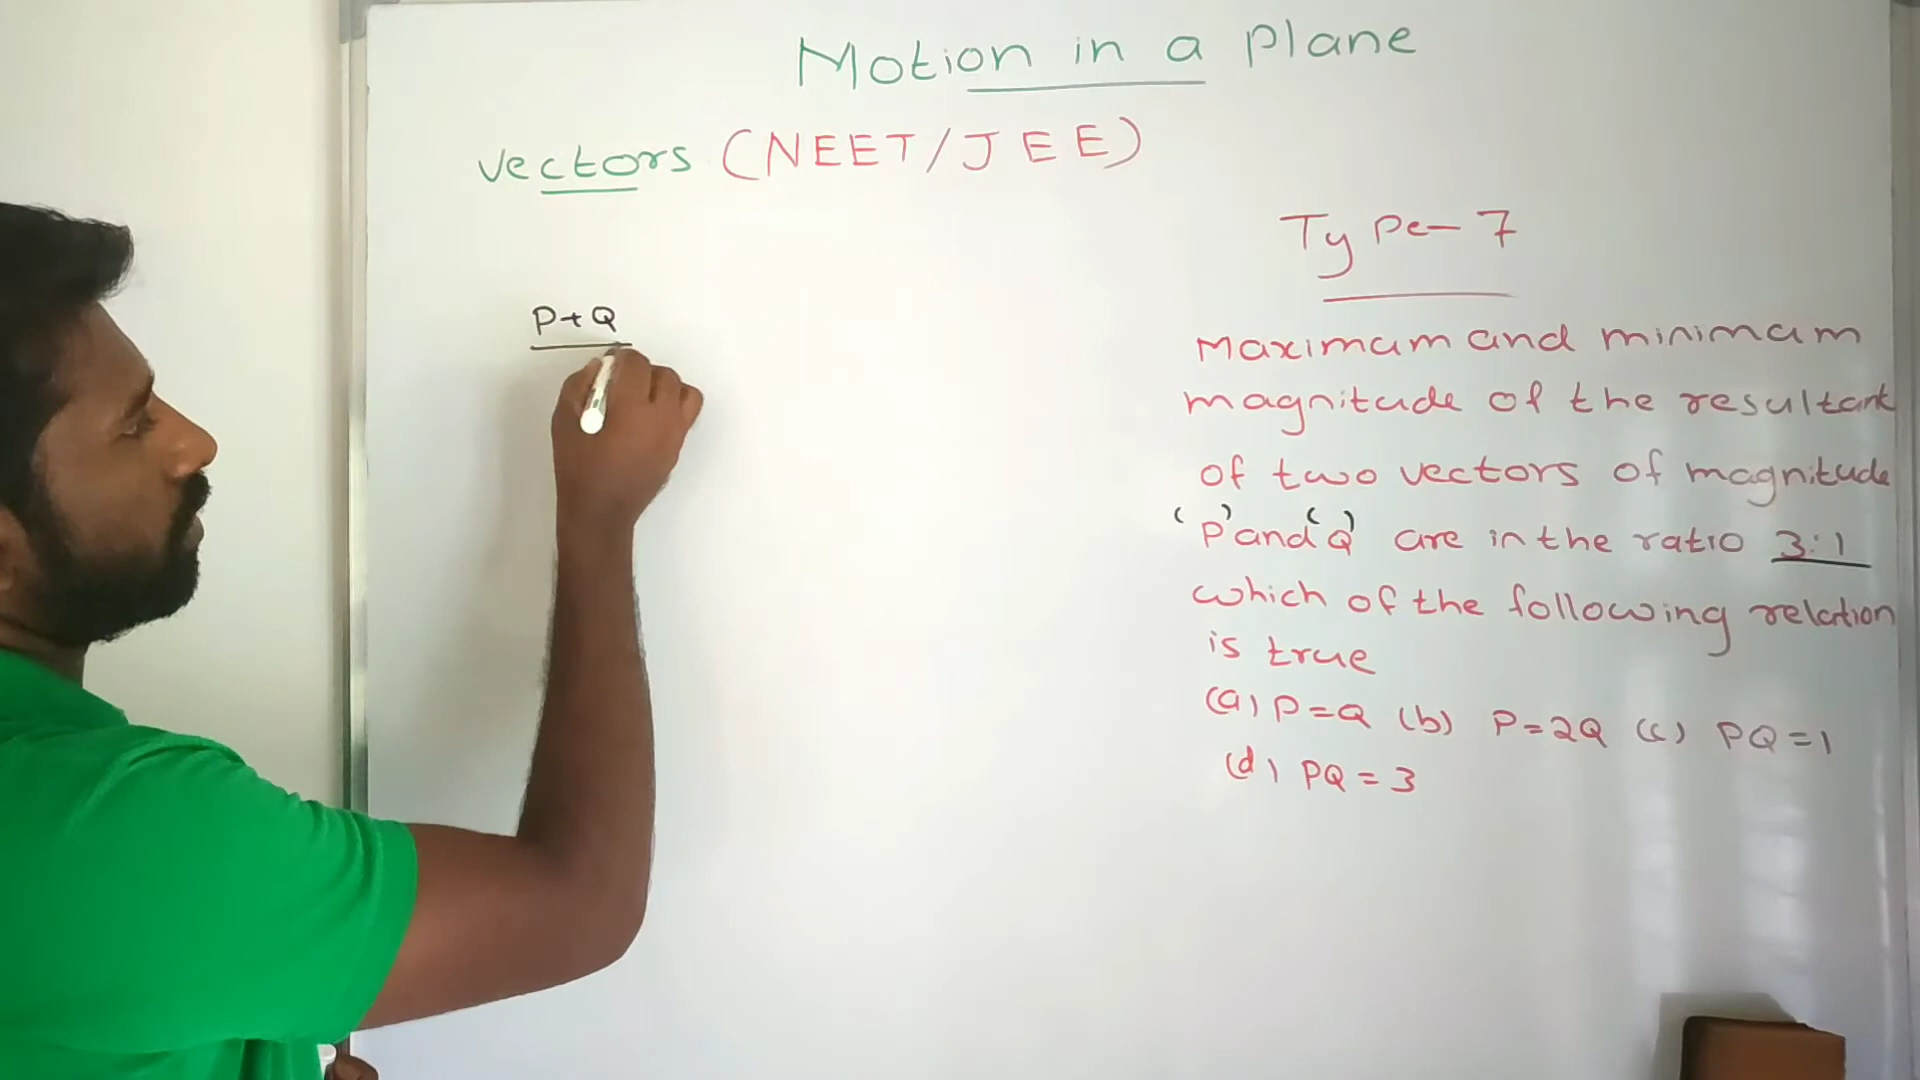 Motion in a plane
vectors (NEET/JEE)
Type-7
P+Q
Maximum and minimum
magnitude of the resultant
of two vectors of magnitude
'P' and 'Q' are in the ratio 3:1
which of the following relation
is true
(a) P=Q (b) P=2Q (c) PQ=1
(d) PQ=3